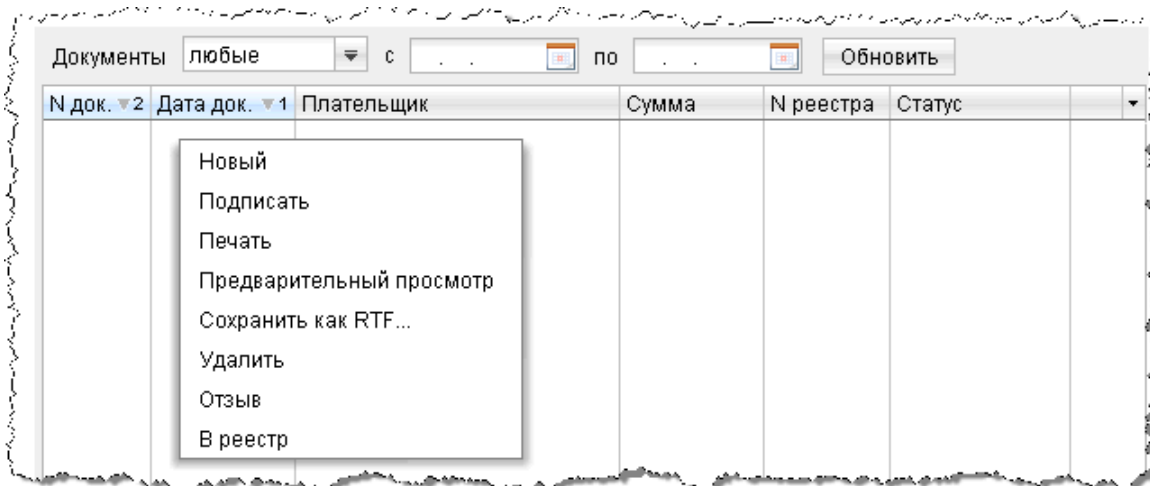 Документы любые с . . по . . Обновить
N док. 2 Дата док. 1 Плательщик Сумма N реестра Статус
Новый
Подписать
Печать
Предварительный просмотр
Сохранить как RTF...
Удалить
Отзыв
В реестр